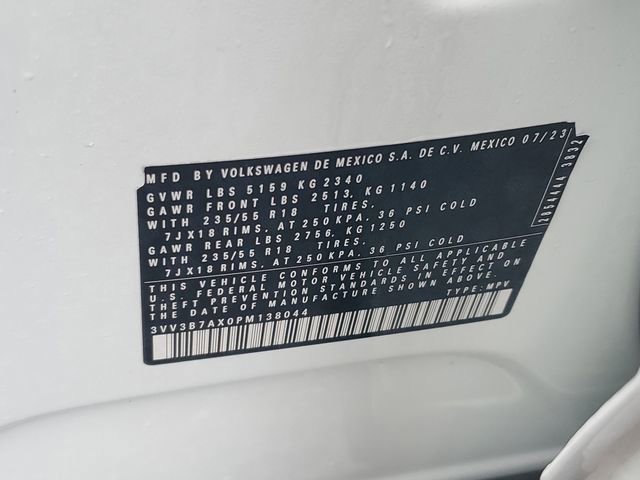 MFD BY VOLKSWAGEN DE MEXICO S.A. DE C.V. MEXICO 07/23
GVWR LBS 5159 KG 2340
GAWR FRONT LBS 2513, KG 1140
WITH 235/55 R18 TIRES,
7JX18 RIMS, AT 250 KPA, 36 PSI COLD
GAWR REAR LBS 2756, KG 1250
WITH 235/55 R18 TIRES,
7JX18 RIMS, AT 250 KPA, 36 PSI COLD
THIS VEHICLE CONFORMS TO ALL APPLICABLE
U.S. FEDERAL MOTOR VEHICLE SAFETY AND
THEFT PREVENTION STANDARDS IN EFFECT ON
THE DATE OF MANUFACTURE SHOWN ABOVE.
3VV3B7AX0PM138044 TYPE: MPV
3832